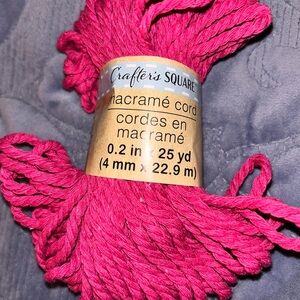 Crafter's SQUARE
macramé cord
cordes en
macramé
0.2 in 25 yd
(4 mm x 22.9 m)